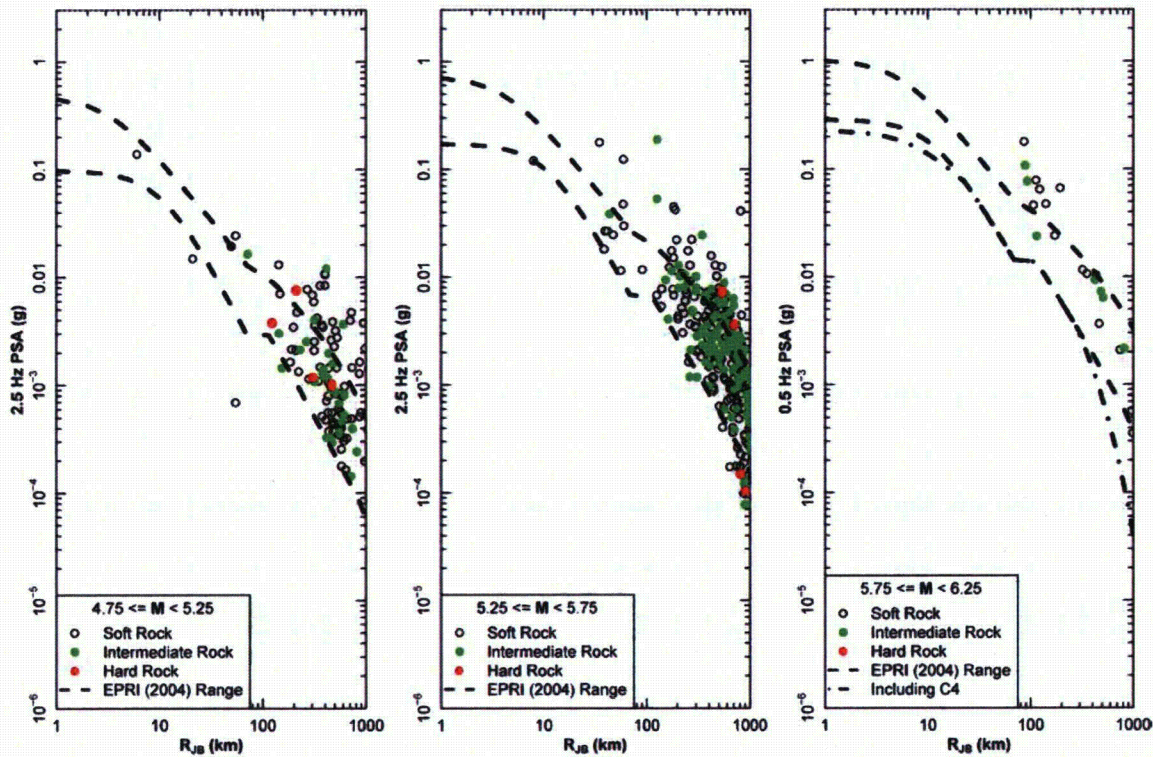 2.5 Hz PSA (g)
1
0.1
0.01
10⁻³
10⁻⁴
10⁻⁵
10⁻⁶
4.75 <= M < 5.25
Soft Rock
Intermediate Rock
Hard Rock
EPRI (2004) Range
1 10 100 1000
R_JB (km)
2.5 Hz PSA (g)
1
0.1
0.01
10⁻³
10⁻⁴
10⁻⁵
10⁻⁶
5.25 <= M < 5.75
Soft Rock
Intermediate Rock
Hard Rock
EPRI (2004) Range
1 10 100 1000
R_JB (km)
0.5 Hz PSA (g)
1
0.1
0.01
10⁻³
10⁻⁴
10⁻⁵
10⁻⁶
5.75 <= M < 6.25
Soft Rock
Intermediate Rock
Hard Rock
EPRI (2004) Range
Including C4
1 10 100 1000
R_JB (km)